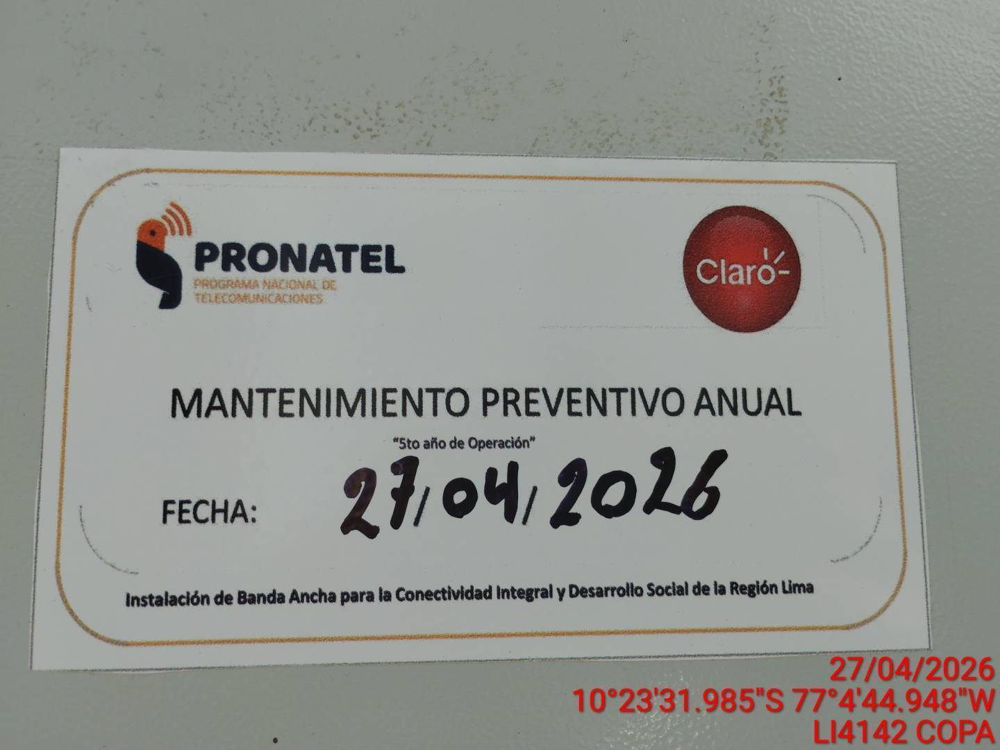 PRONATEL
PROGRAMA NACIONAL DE
TELECOMUNICACIONES
Claro
MANTENIMIENTO PREVENTIVO ANUAL
"5to año de Operación"
FECHA: 27/04/2026
Instalación de Banda Ancha para la Conectividad Integral y Desarrollo Social de la Región Lima
27/04/2026
10°23'31.985"S 77°4'44.948"W
LI4142 COPA